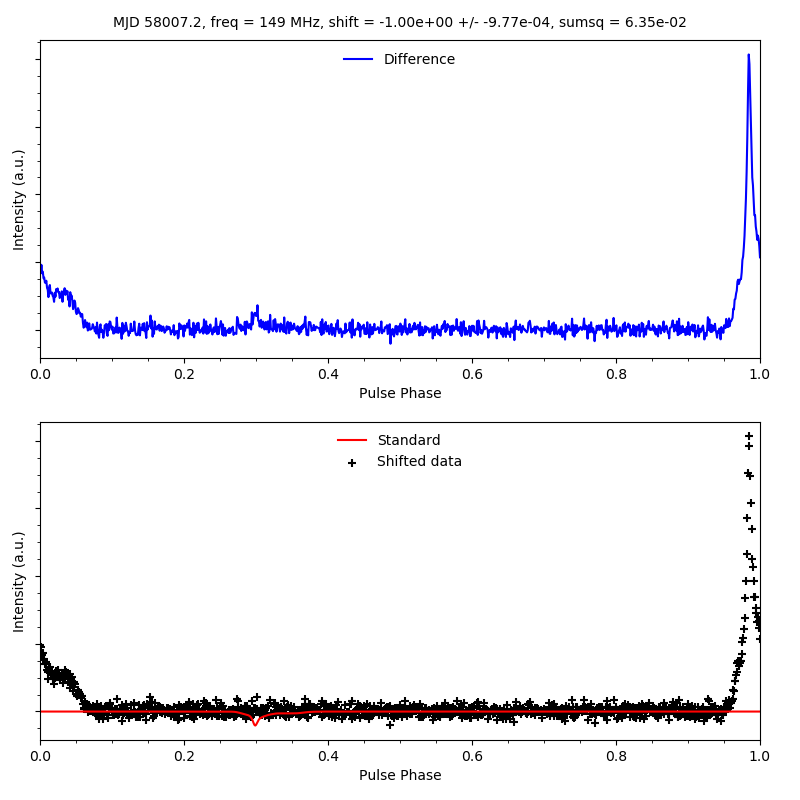 MJD 58007.2, freq = 149 MHz, shift = -1.00e+00 +/- -9.77e-04, sumsq = 6.35e-02
Difference
Intensity (a.u.)
0.0 0.2 0.4 0.6 0.8 1.0
Pulse Phase
Standard
Shifted data
Intensity (a.u.)
0.0 0.2 0.4 0.6 0.8 1.0
Pulse Phase